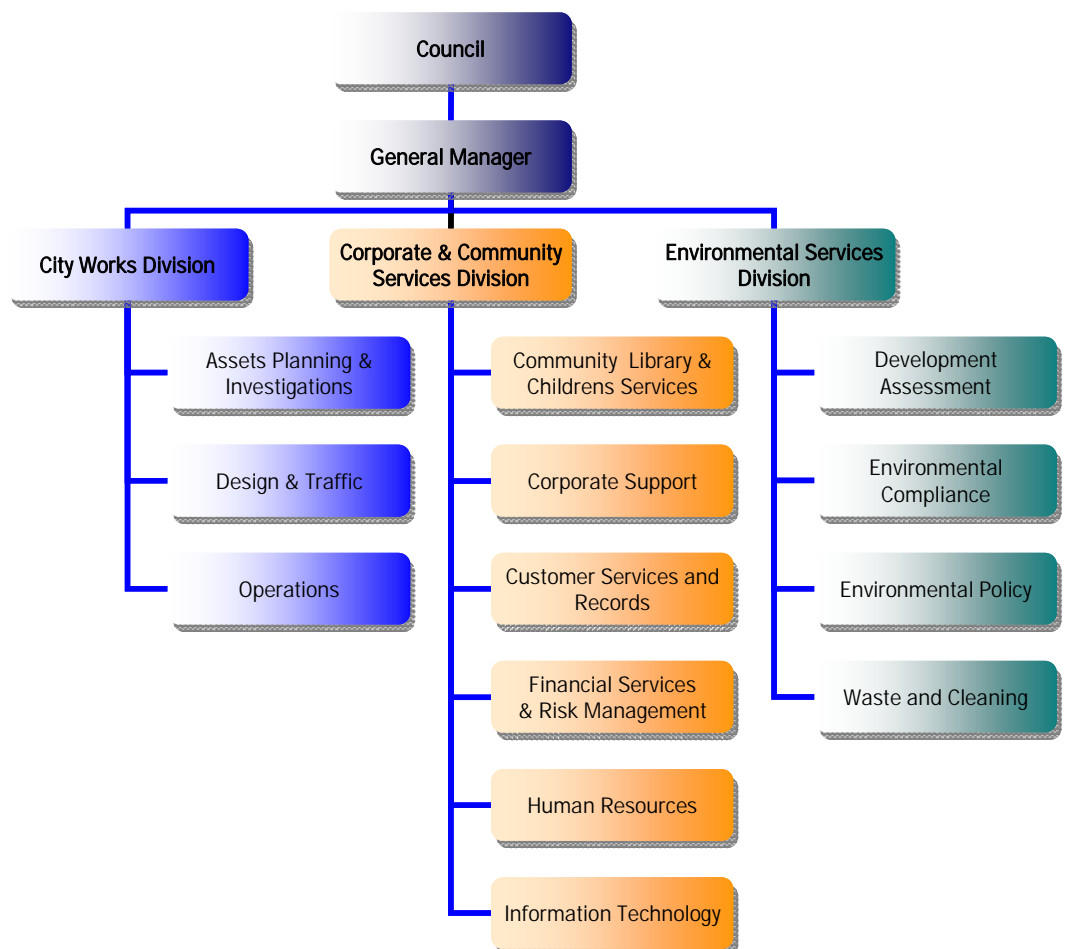 Council
General Manager
City Works Division
Corporate & Community
Services Division
Environmental Services
Division
Assets Planning &
Investigations
Design & Traffic
Operations
Community  Library &
Childrens Services
Corporate Support
Customer Services and
Records
Financial Services
& Risk Management
Human Resources
Information Technology
Development
Assessment
Environmental
Compliance
Environmental Policy
Waste and Cleaning